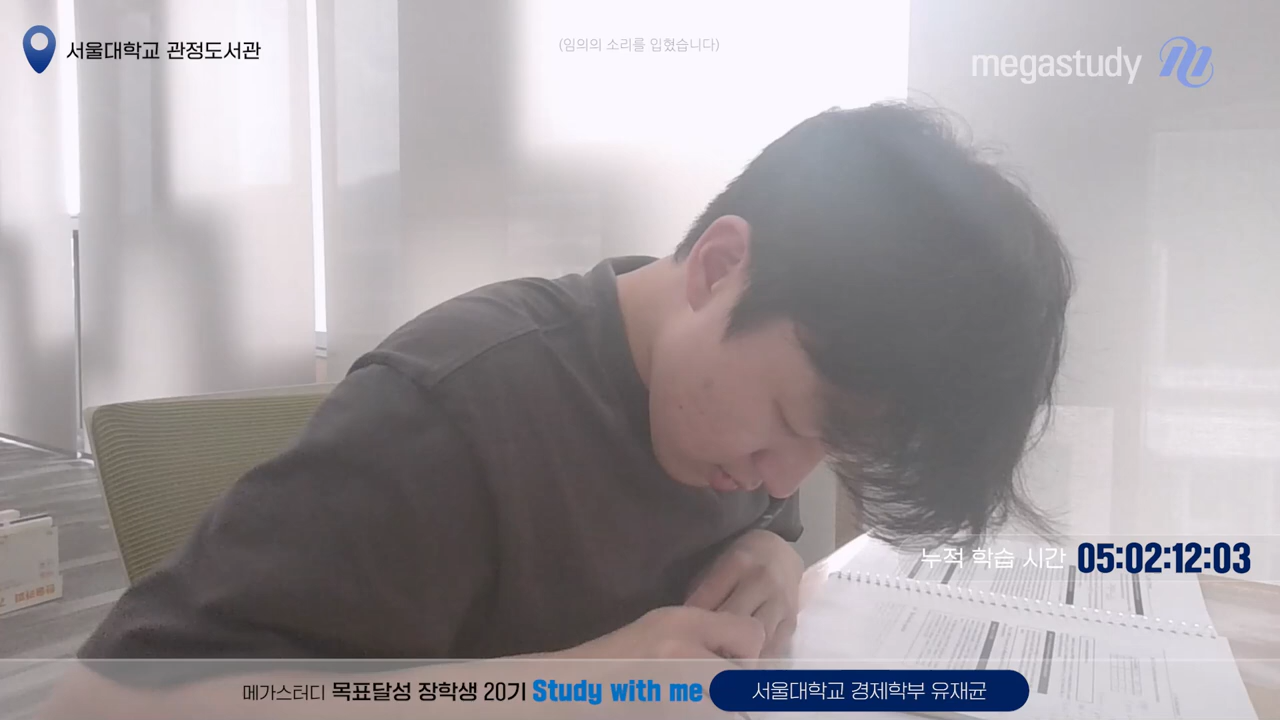 서울대학교 관정도서관
(임의의 소리를 입혔습니다)
megastudy
누적 학습 시간 05:02:12:03
메가스터디 목표달성 장학생 20기 Study with me 서울대학교 경제학부 유재균